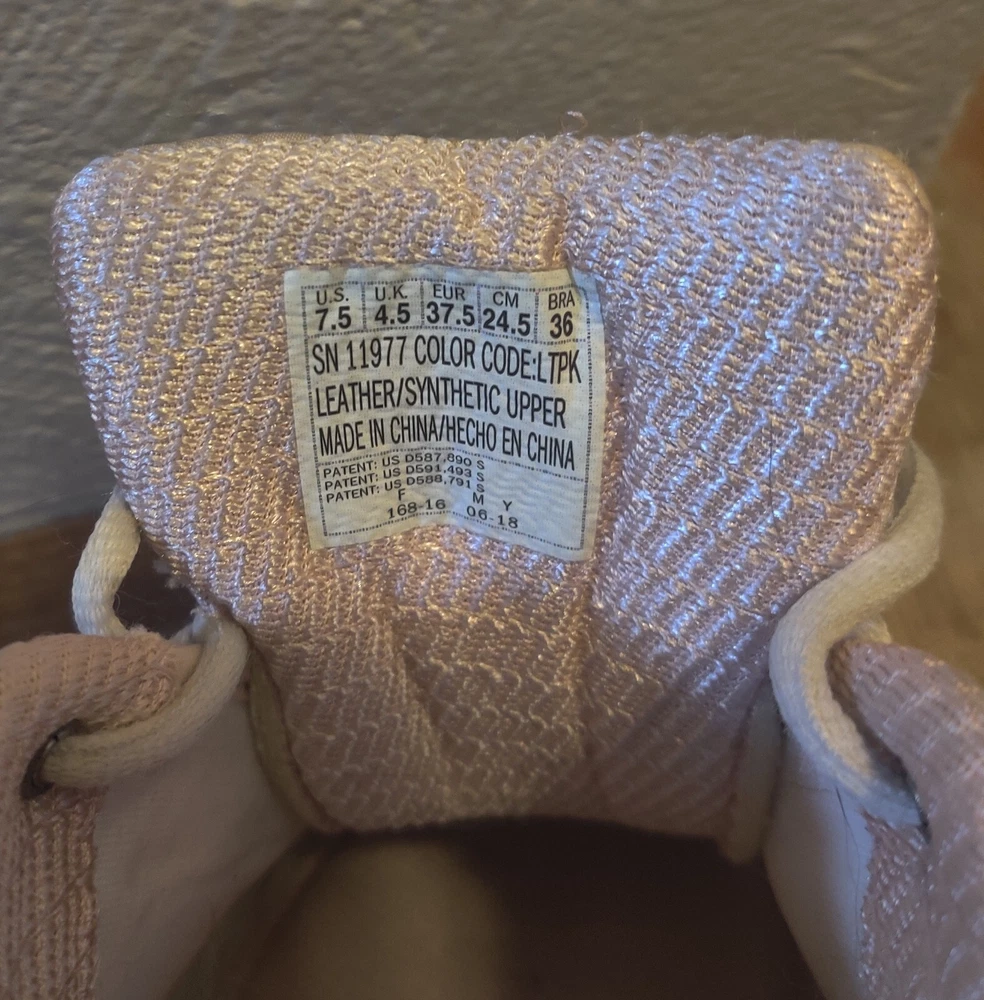 U.S. U.K. EUR CM BRA
7.5 4.5 37.5 24.5 36
SN 11977 COLOR CODE:LTPK
LEATHER/SYNTHETIC UPPER
MADE IN CHINA/HECHO EN CHINA
PATENT: US D587,890 S
PATENT: US D591,493 S
PATENT: US D588,791 S
F M Y
168-16 06-18